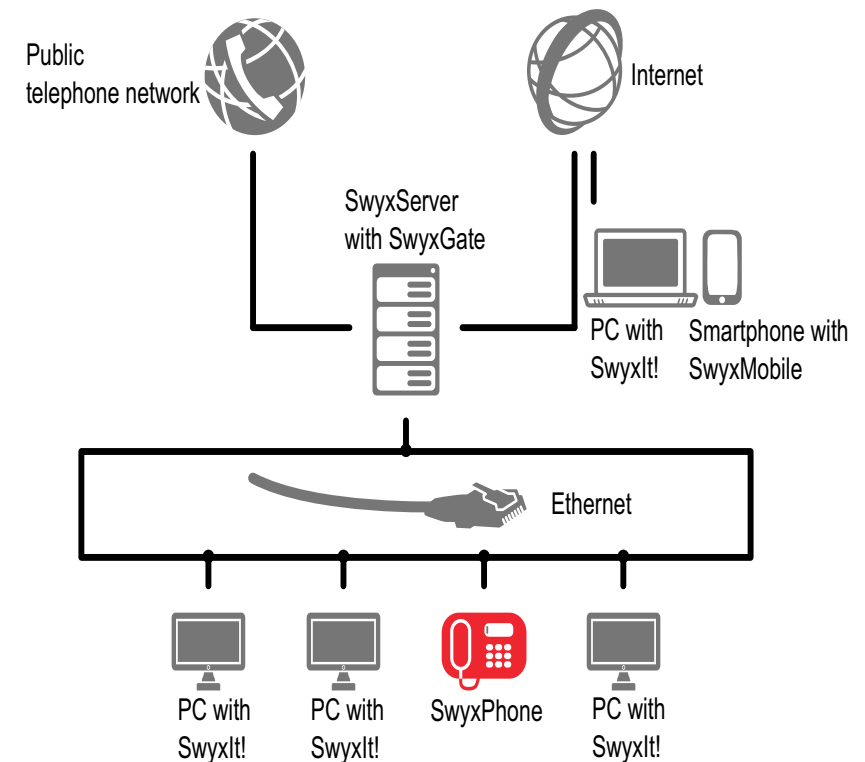 Public
telephone network
Internet
SwyxServer
with SwyxGate
PC with
SwyxIt!
Smartphone with
SwyxMobile
Ethernet
PC with
SwyxIt!
PC with
SwyxIt!
SwyxPhone
PC with
SwyxIt!